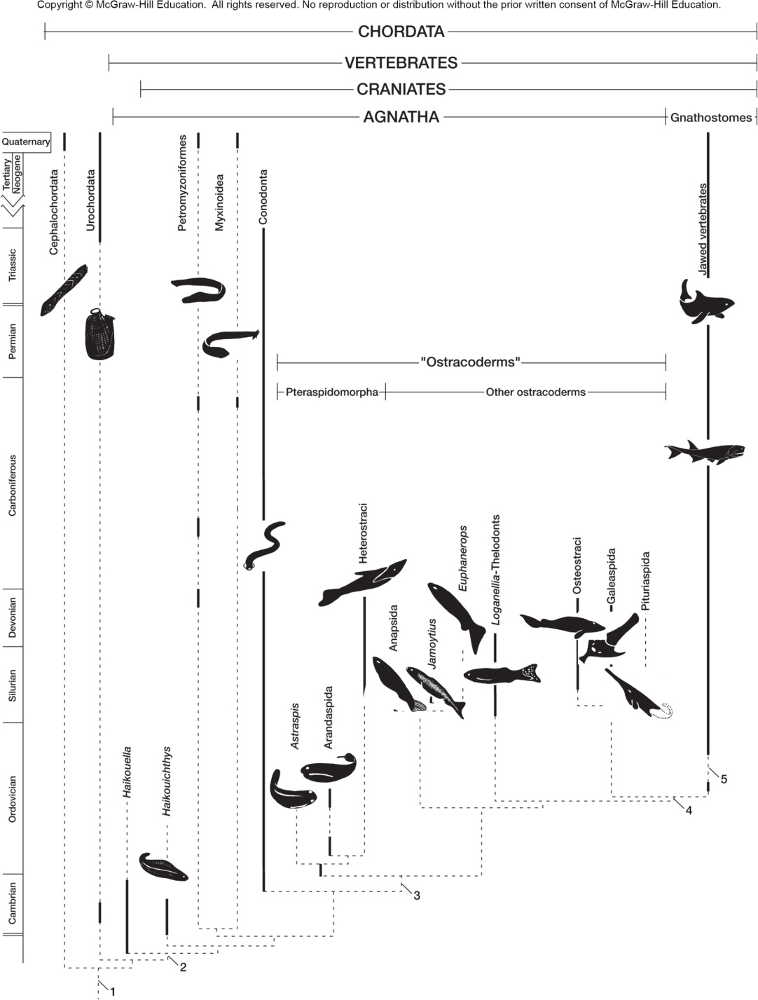 Copyright © McGraw-Hill Education.  All rights reserved. No reproduction or distribution without the prior written consent of McGraw-Hill Education.
CHORDATA
VERTEBRATES
CRANIATES
AGNATHA
Gnathostomes
Quaternary
Tertiary
Neogene
Triassic
Permian
Carboniferous
Devonian
Silurian
Ordovician
Cambrian
Cephalochordata
Urochordata
Petromyzoniformes
Myxinoidea
Conodonta
Jawed vertebrates
"Ostracoderms"
Pteraspidomorpha
Other ostracoderms
Heterostraci
Euphanerops
Loganellia-Thelodonts
Osteostraci
Galeaspida
Pituriaspida
Anapsida
Jamoytius
Astraspis
Arandaspida
Haikouella
Haikouichthys
5
4
3
2
1